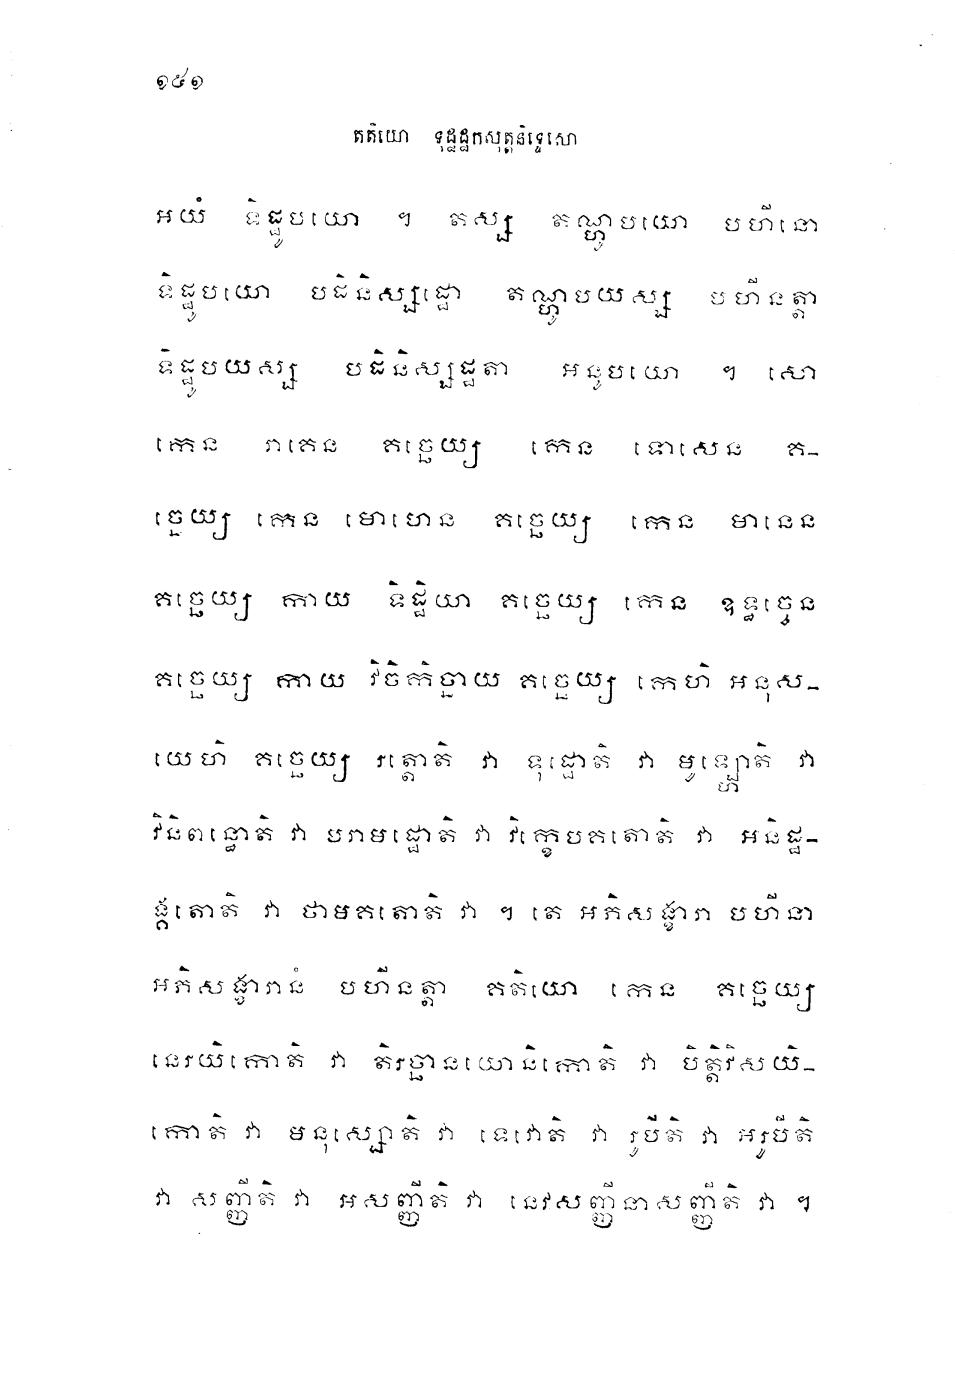 ១៥១
តតិយោ ទុដ្ឋដ្ឋកសុត្តនិទ្ទេសោ
អយំ ទិដ្ឋូបយោ ។ តស្ស តណ្ហូបយោ បហីនោ
ទិដ្ឋូបយោ បដិនិស្សដ្ឋោ តណ្ហូបយស្ស បហីនត្តា
ទិដ្ឋូបយស្ស បដិនិស្សដ្ឋតា អនូបយោ ។ សោ
កេន រាគេន គច្ឆេយ្យ កេន ទោសេន គ-
ច្ឆេយ្យ កេន មោហេន គច្ឆេយ្យ កេន មានេន
គច្ឆេយ្យ កាយ ទិដ្ឋិយា គច្ឆេយ្យ កេន ឧទ្ធច្ចេន
គច្ឆេយ្យ កាយ វិចិកិច្ឆាយ គច្ឆេយ្យ កេហិ អនុស-
យេហិ គច្ឆេយ្យ រត្តោតិ វា ទុដ្ឋោតិ វា មូឡ្ហោតិ វា
វិនិពន្ធោតិ វា បរាមដ្ឋោតិ វា វិក្ខេបគតោតិ វា អនិដ្ឋ-
ង្គតោតិ វា ថាមគតោតិ វា ។ តេ អភិសង្ខារា បហីនា
អភិសង្ខារានំ បហីនត្តា គតិយោ កេន គច្ឆេយ្យ
នេរយិកោតិ វា តិរច្ឆានយោនិកោតិ វា បិត្តិវិសយិ-
កោតិ វា មនុស្សោតិ វា ទេវោតិ វា រូបីតិ វា អរូបីតិ
វា សញ្ញីតិ វា អសញ្ញីតិ វា នេវសញ្ញីនាសញ្ញីតិ វា ។